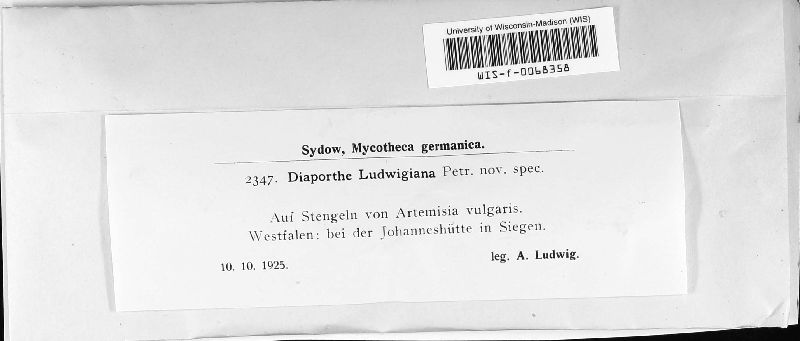 University of Wisconsin-Madison (WIS)
WIS-f-0068358
Sydow, Mycotheca germanica.
2347. Diaporthe Ludwigiana Petr. nov. spec.
Auf Stengeln von Artemisia vulgaris.
Westfalen: bei der Johanneshütte in Siegen.
10. 10. 1925.
leg. A. Ludwig.